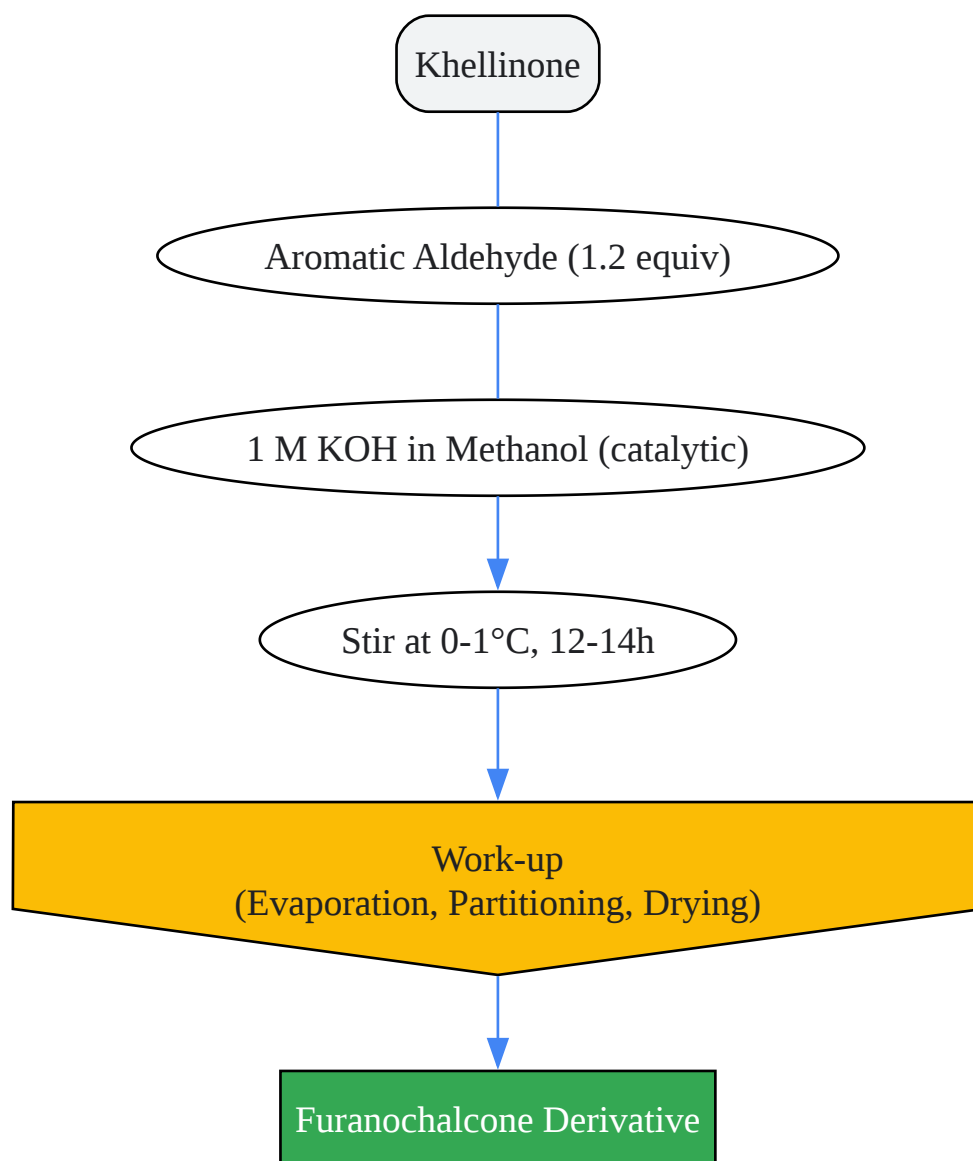 Khellinone
Aromatic Aldehyde (1.2 equiv)
1 M KOH in Methanol (catalytic)
Stir at 0-1°C, 12-14h
Work-up
(Evaporation, Partitioning, Drying)
Furanochalcone Derivative